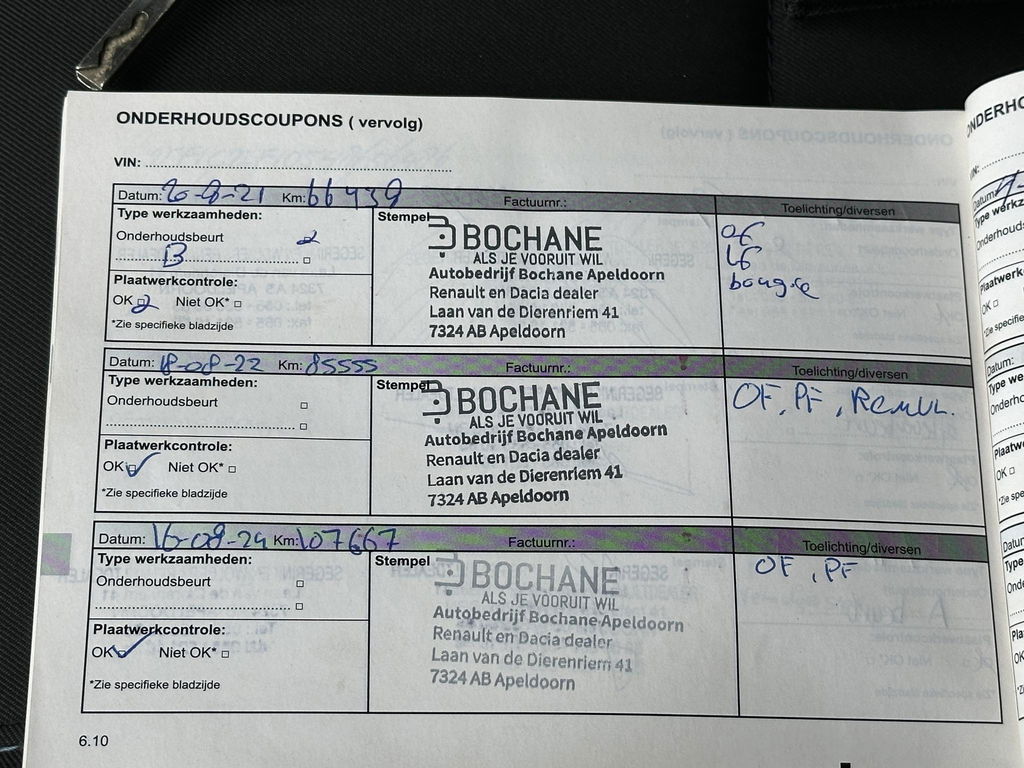 ONDERHOUDSCOUPONS ( vervolg)
VIN:
Datum: 20-8-21 Km: 66439 Factuurnr.: Toelichting/diversen
Type werkzaamheden:
Onderhoudsbeurt
B
Plaatwerkcontrole:
OK Niet OK*
*Zie specifieke bladzijde
Stempel
BOCHANE
ALS JE VOORUIT WIL
Autobedrijf Bochane Apeldoorn
Renault en Dacia dealer
Laan van de Dierenriem 41
7324 AB Apeldoorn
OF
LF
bougie
Datum: 18-08-22 Km: 85555 Factuurnr.: Toelichting/diversen
Type werkzaamheden:
Onderhoudsbeurt
Plaatwerkcontrole:
OK Niet OK*
*Zie specifieke bladzijde
Stempel
BOCHANE
ALS JE VOORUIT WIL
Autobedrijf Bochane Apeldoorn
Renault en Dacia dealer
Laan van de Dierenriem 41
7324 AB Apeldoorn
OF, PF, Remvl.
Datum: 16-08-24 Km: 107667 Factuurnr.: Toelichting/diversen
Type werkzaamheden:
Onderhoudsbeurt
Plaatwerkcontrole:
OK Niet OK*
*Zie specifieke bladzijde
Stempel
BOCHANE
ALS JE VOORUIT WIL
Autobedrijf Bochane Apeldoorn
Renault en Dacia dealer
Laan van de Dierenriem 41
7324 AB Apeldoorn
OF, PF
6.10